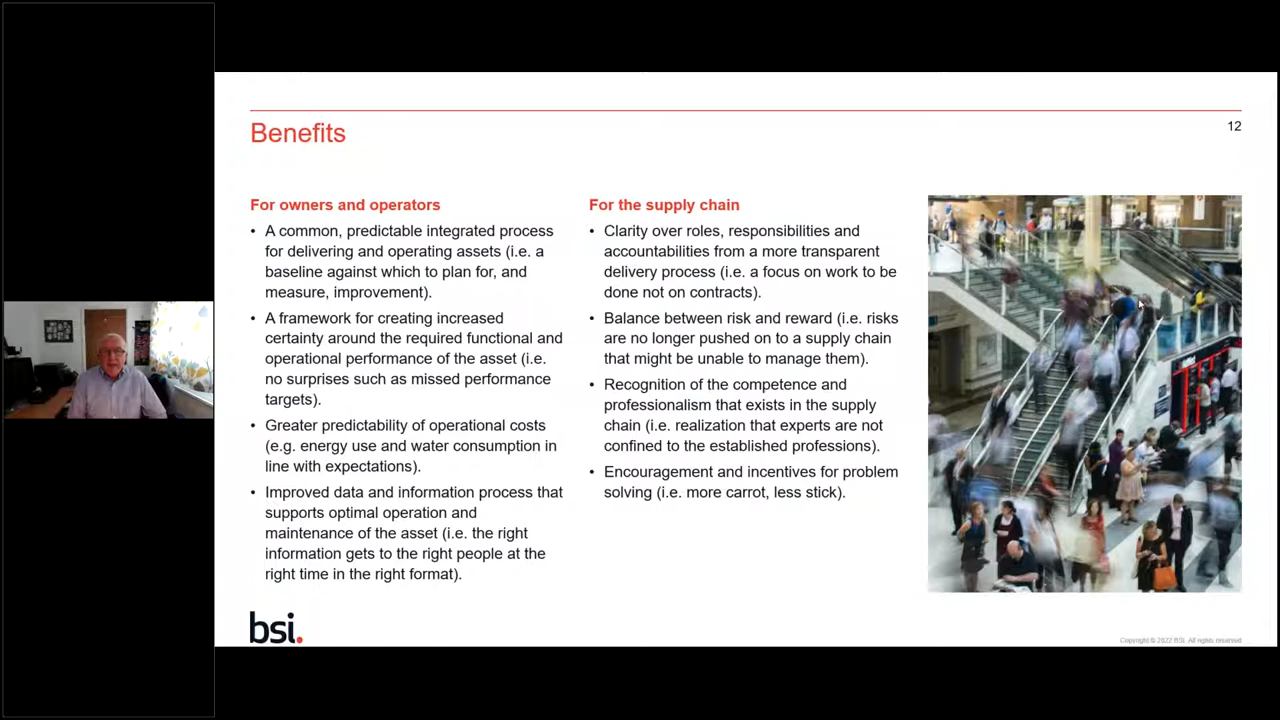 Benefits
12
For owners and operators
• A common, predictable integrated process
for delivering and operating assets (i.e. a
baseline against which to plan for, and
measure, improvement).
• A framework for creating increased
certainty around the required functional and
operational performance of the asset (i.e.
no surprises such as missed performance
targets).
• Greater predictability of operational costs
(e.g. energy use and water consumption in
line with expectations).
• Improved data and information process that
supports optimal operation and
maintenance of the asset (i.e. the right
information gets to the right people at the
right time in the right format).
For the supply chain
• Clarity over roles, responsibilities and
accountabilities from a more transparent
delivery process (i.e. a focus on work to be
done not on contracts).
• Balance between risk and reward (i.e. risks
are no longer pushed on to a supply chain
that might be unable to manage them).
• Recognition of the competence and
professionalism that exists in the supply
chain (i.e. realization that experts are not
confined to the established professions).
• Encouragement and incentives for problem
solving (i.e. more carrot, less stick).
bsi.
Copyright © 2022 BSI. All rights reserved